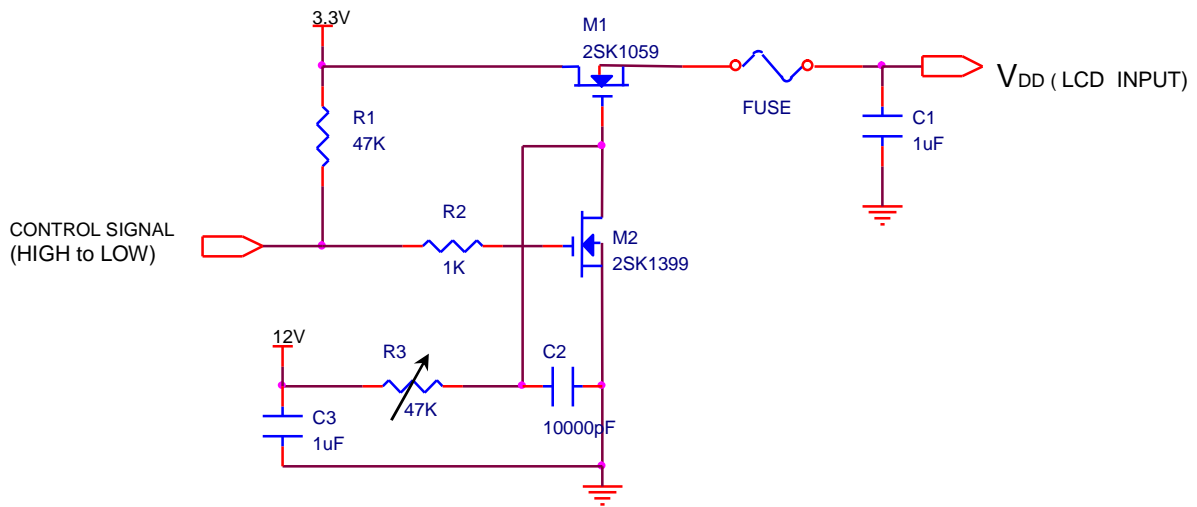 3.3V
M1
2SK1059
FUSE
VDD ( LCD INPUT)
R1
47K
C1
1uF
CONTROL SIGNAL
(HIGH to LOW)
R2
1K
M2
2SK1399
12V
R3
47K
C2
10000pF
C3
1uF